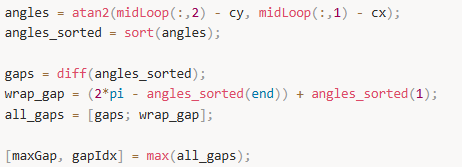 angles = atan2(midLoop(:,2) - cy, midLoop(:,1) - cx);
angles_sorted = sort(angles);
gaps = diff(angles_sorted);
wrap_gap = (2*pi - angles_sorted(end)) + angles_sorted(1);
all_gaps = [gaps; wrap_gap];
[maxGap, gapIdx] = max(all_gaps);